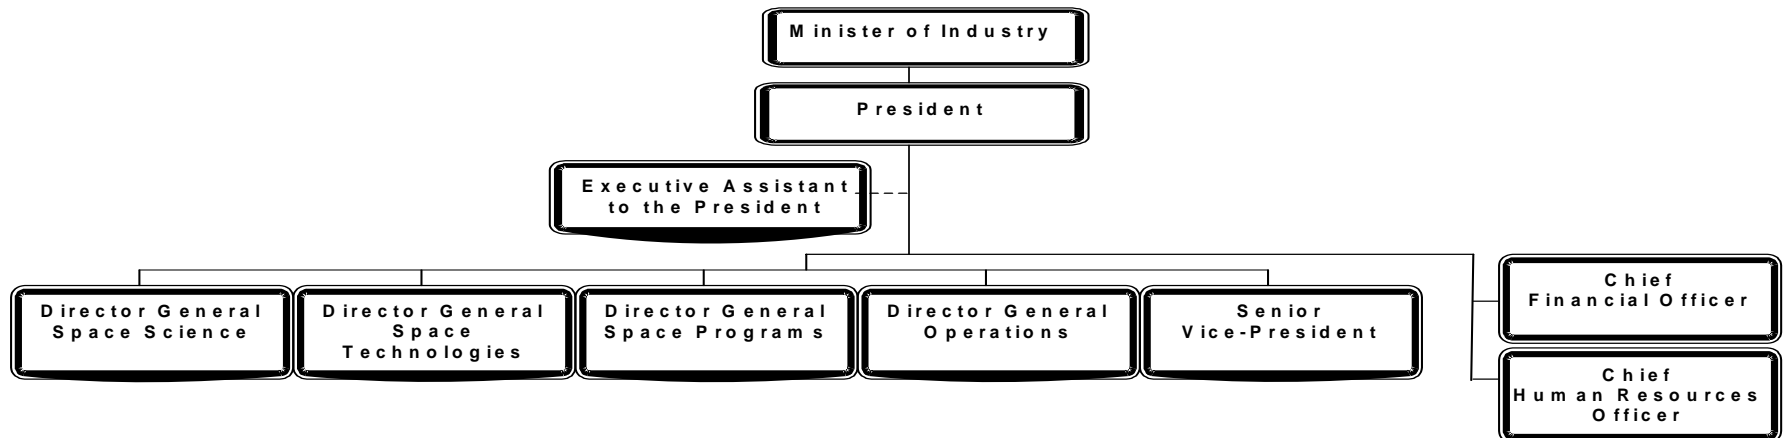 Minister of Industry
President
Executive Assistant
to the President
Director General
Space Science
Director General
Space
Technologies
Director General
Space Programs
Director General
Operations
Senior
Vice-President
Chief
Financial Officer
Chief
Human Resources
Officer